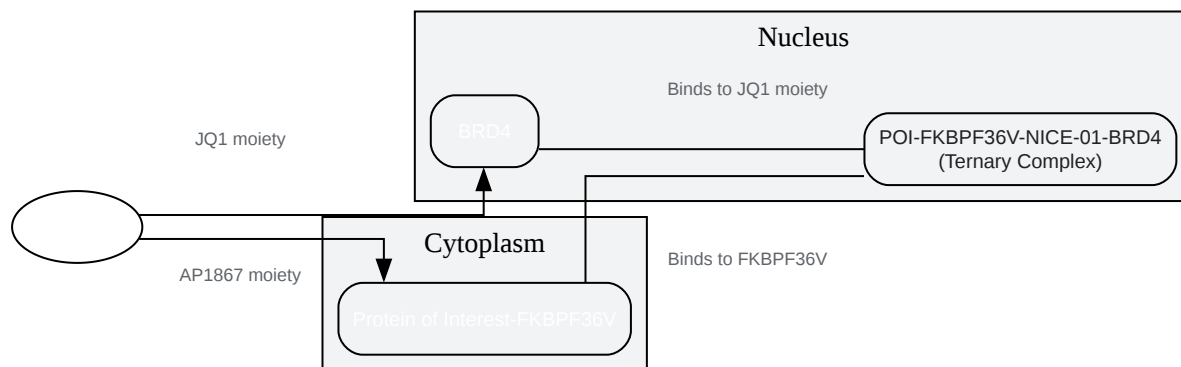 Nucleus
Binds to JQ1 moiety
BRD4
JQ1 moiety
POI-FKBPF36V-NICE-01-BRD4
(Ternary Complex)
Cytoplasm
Binds to FKBPF36V
AP1867 moiety
Protein of Interest-FKBPF36V